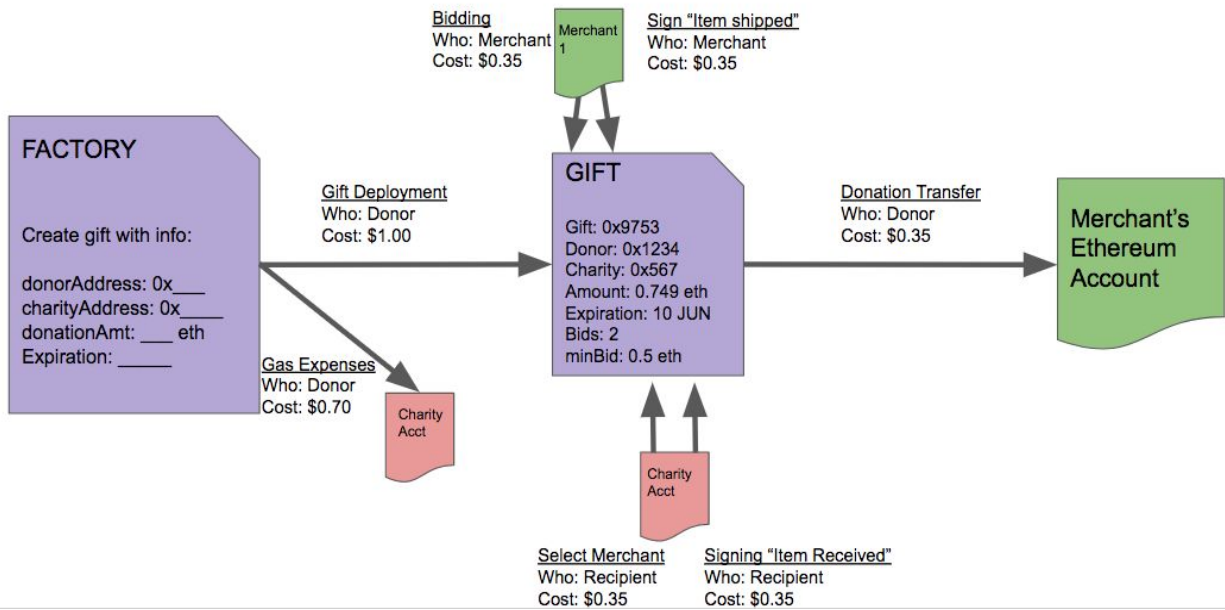 Bidding
Who: Merchant
Cost: $0.35
Merchant
1
Sign “Item shipped”
Who: Merchant
Cost: $0.35
FACTORY
Create gift with info:
donorAddress: 0x___
charityAddress: 0x____
donationAmt: ___ eth
Expiration: _____
Gift Deployment
Who: Donor
Cost: $1.00
Gas Expenses
Who: Donor
Cost: $0.70
Charity
Acct
GIFT
Gift: 0x9753
Donor: 0x1234
Charity: 0x567
Amount: 0.749 eth
Expiration: 10 JUN
Bids: 2
minBid: 0.5 eth
Donation Transfer
Who: Donor
Cost: $0.35
Merchant’s
Ethereum
Account
Charity
Acct
Select Merchant
Who: Recipient
Cost: $0.35
Signing “Item Received”
Who: Recipient
Cost: $0.35